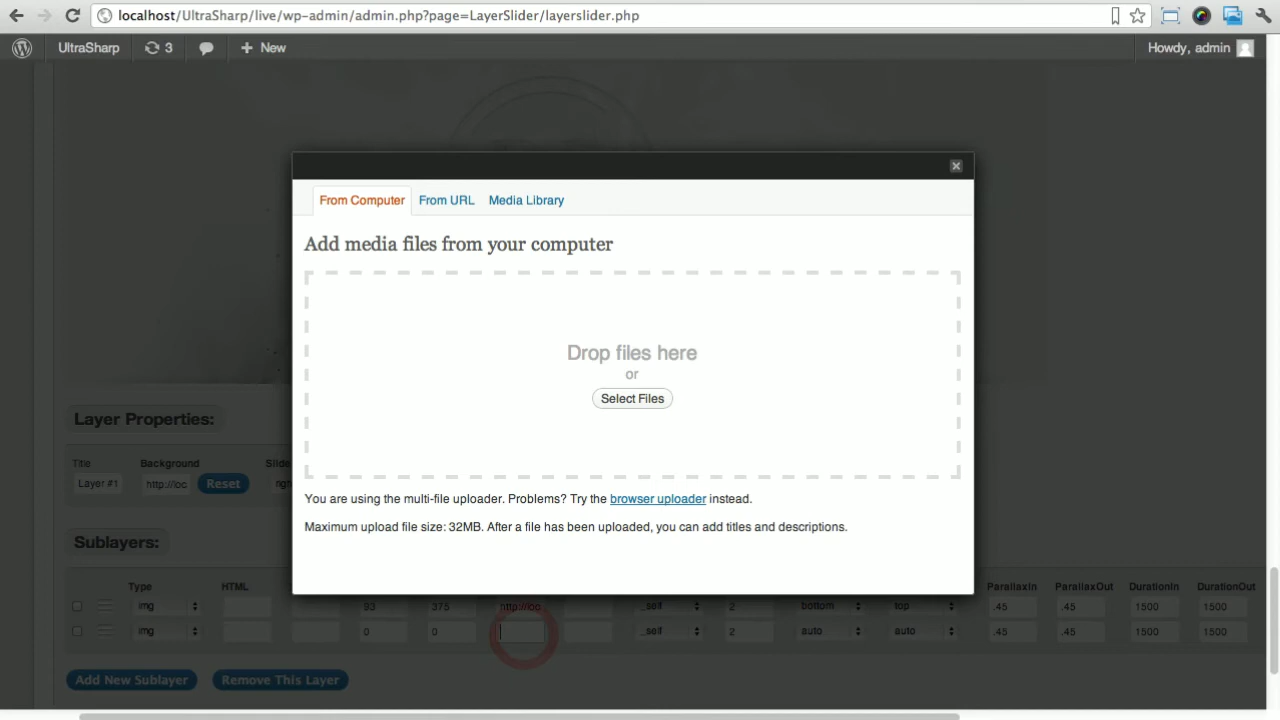 localhost/UltraSharp/live/wp-admin/admin.php?page=LayerSlider/layerslider.php
UltraSharp 3 New Howdy, admin
From Computer From URL Media Library
Add media files from your computer
Drop files here
or
Select Files
Layer Properties:
Title Background
Layer #1 http://loc Reset
You are using the multi-file uploader. Problems? Try the browser uploader instead.
Maximum upload file size: 32MB. After a file has been uploaded, you can add titles and descriptions.
Sublayers:
Type HTML ParallaxIn ParallaxOut DurationIn DurationOut
img 93 375 http://loc _self 2 bottom top .45 .45 1500 1500
img 0 0 _self 2 auto auto .45 .45 1500 1500
Add New Sublayer Remove This Layer